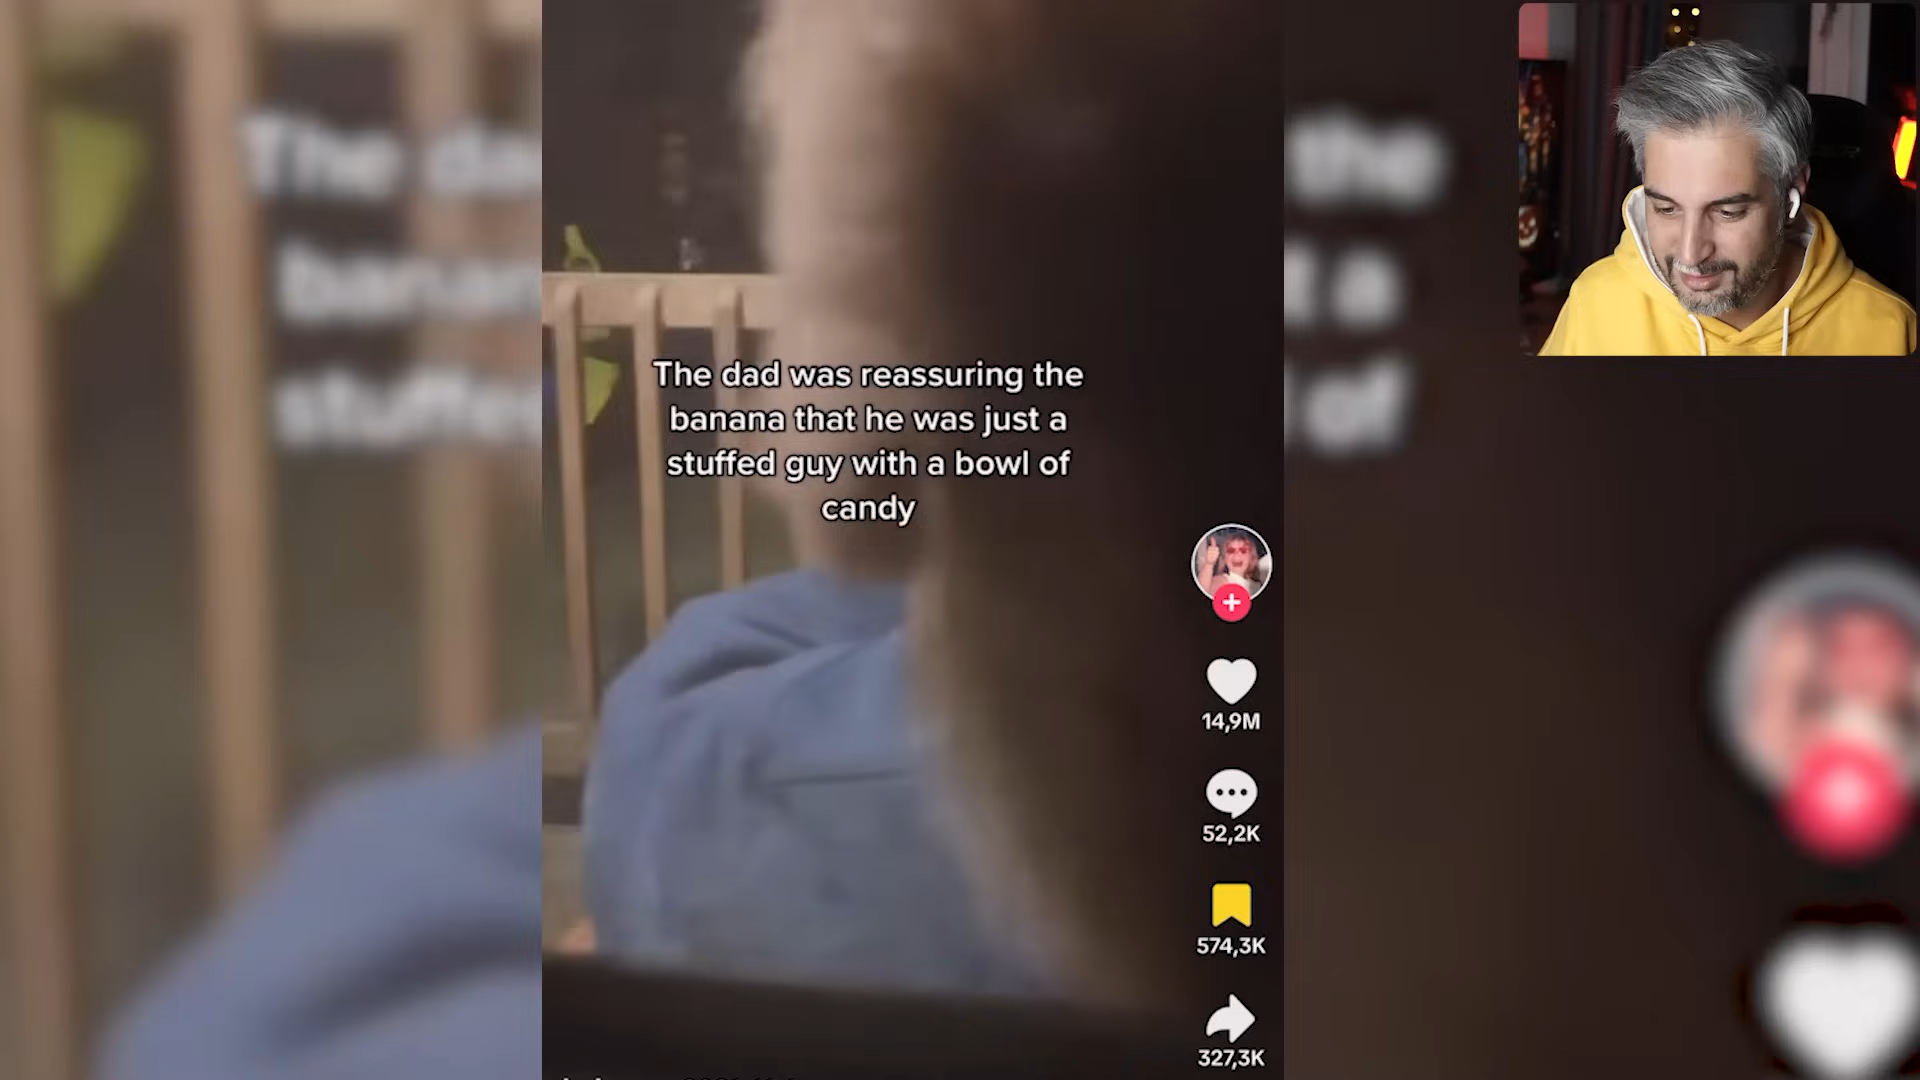 The dad was reassuring the
banana that he was just a
stuffed guy with a bowl of
candy
14,9M
52,2K
574,3K
327,3K